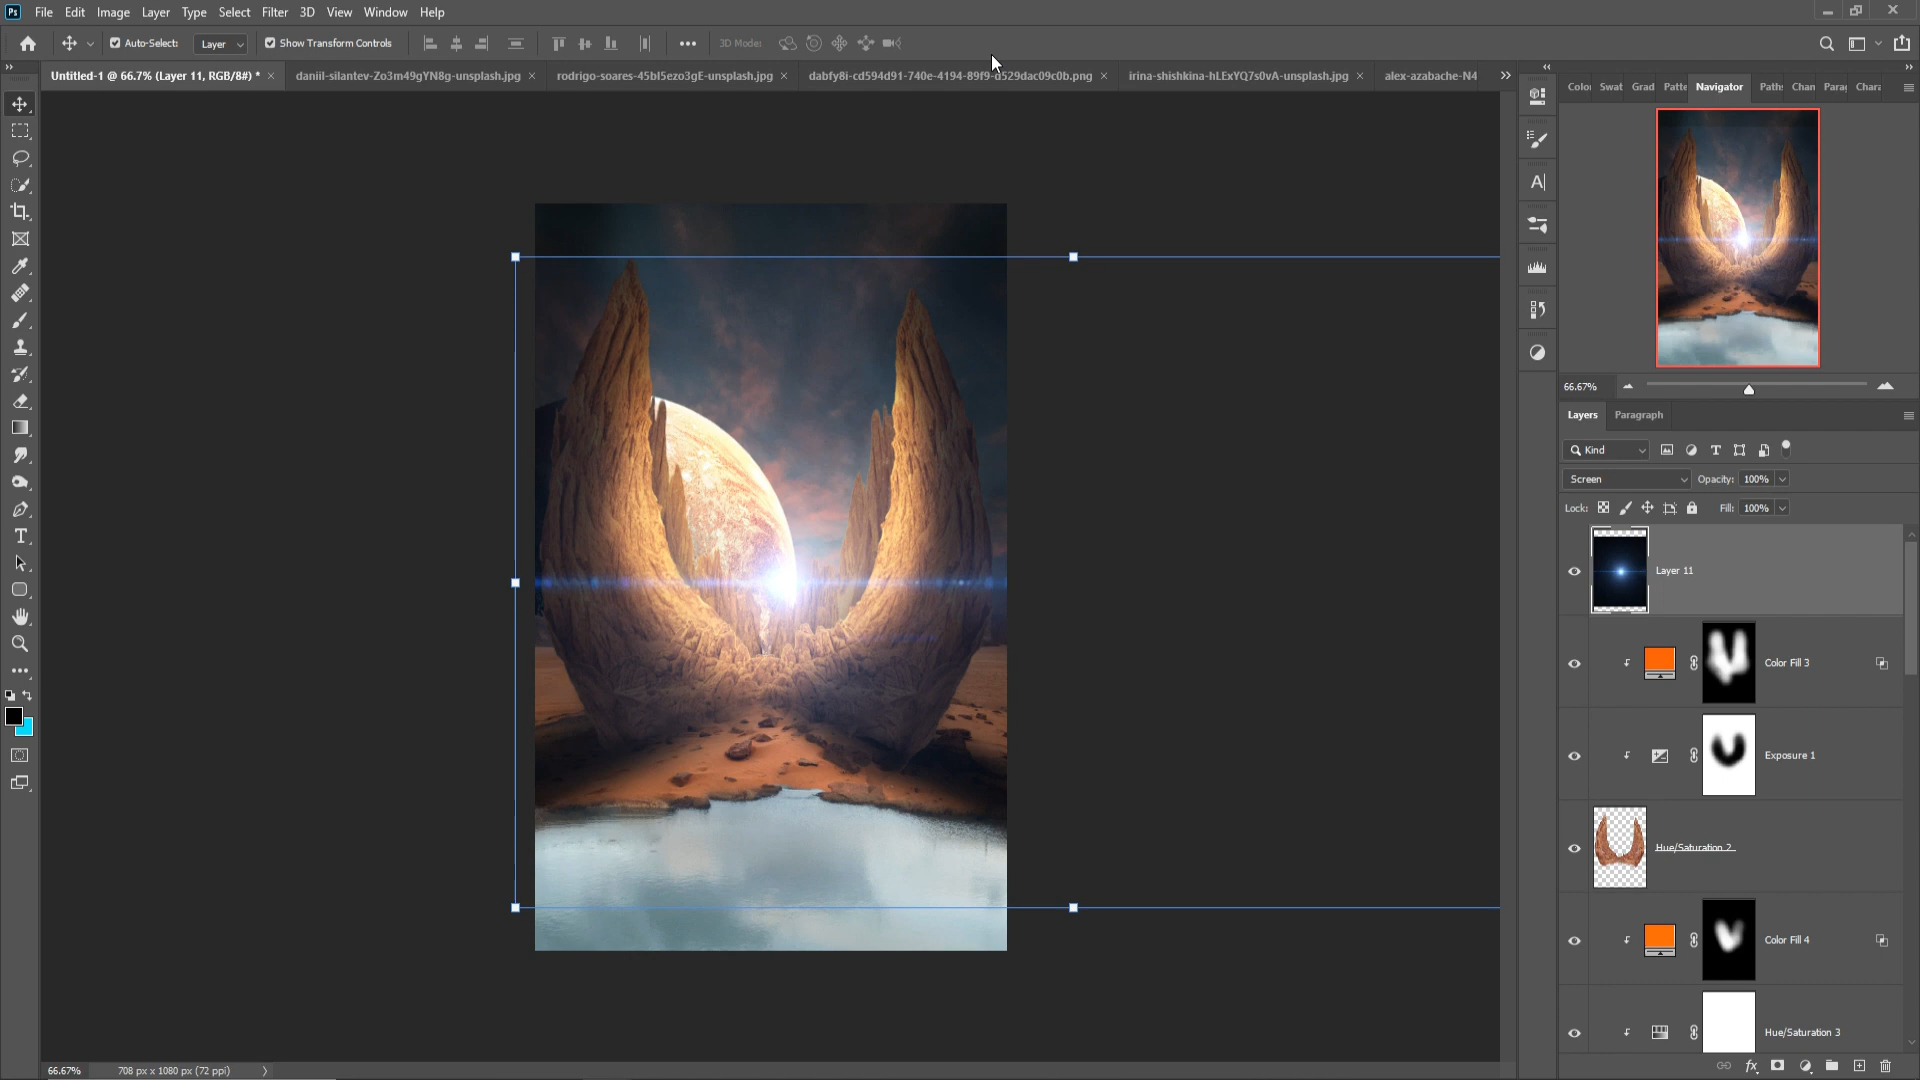 Ps File Edit Image Layer Type Select Filter 3D View Window Help
Auto-Select: Layer Show Transform Controls 3D Mode:
Untitled-1 @ 66.7% (Layer 11, RGB/8#) * daniil-silantev-Zo3m49gYN8g-unsplash.jpg rodrigo-soares-45bI5ezo3gE-unsplash.jpg dabfy8i-cd594d91-740e-4194-89f9-d529dac09c0b.png irina-shishkina-hLExYQ7s0vA-unsplash.jpg alex-azabache-N4
Colo Swat Grad Patte Navigator Paths Chan Para Chara
66.67%
Layers Paragraph
Kind
Screen Opacity: 100%
Lock: Fill: 100%
Layer 11
Color Fill 3
Exposure 1
Hue/Saturation 2
Color Fill 4
Hue/Saturation 3
66.67% 708 px x 1080 px (72 ppi)